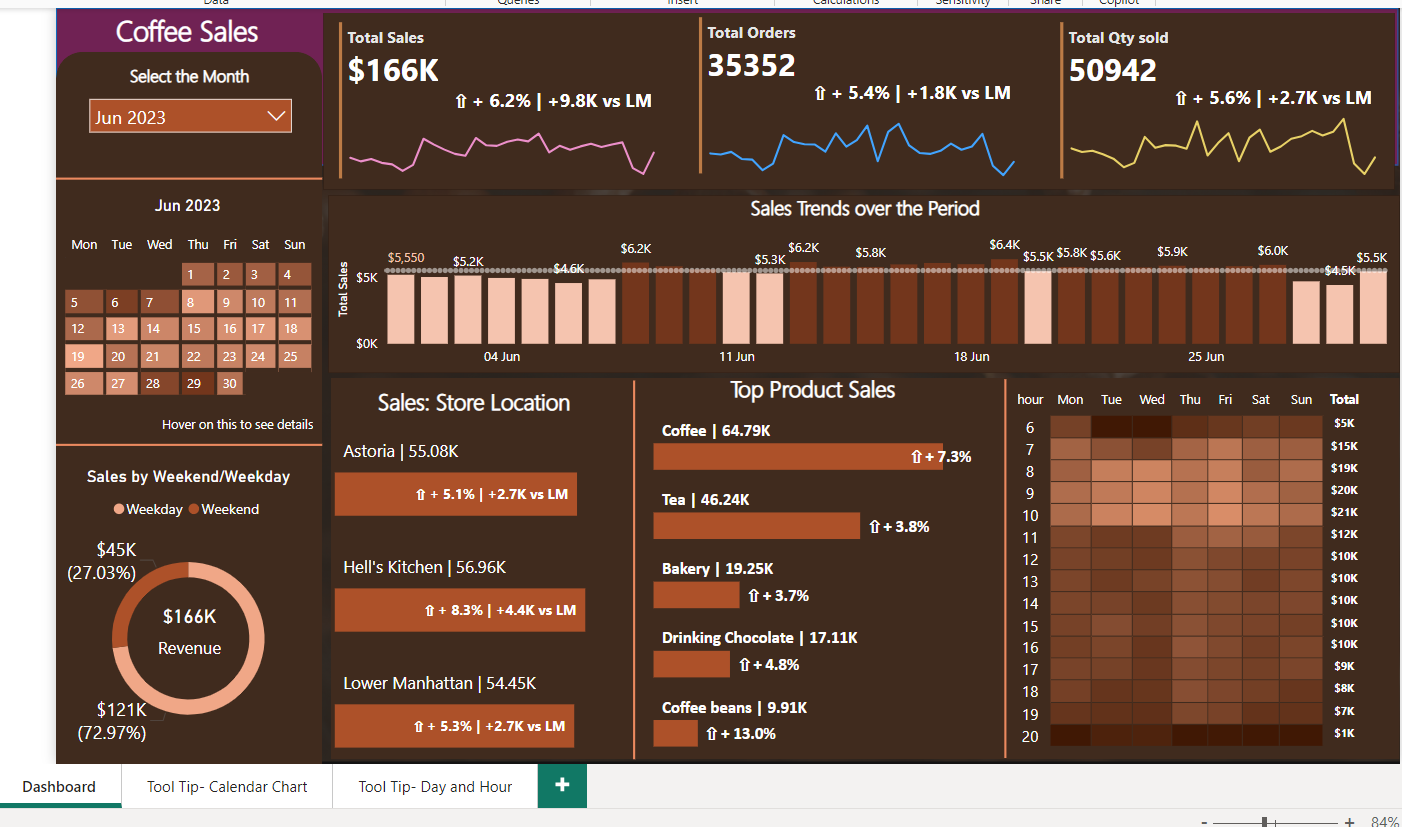 Data Queries Insert Calculations Sensitivity Share Copilot
Coffee Sales
Select the Month
Jun 2023
Total Sales
$166K
⇧ + 6.2% | +9.8K vs LM
Total Orders
35352
⇧ + 5.4% | +1.8K vs LM
Total Qty sold
50942
⇧ + 5.6% | +2.7K vs LM
Jun 2023
Mon Tue Wed Thu Fri Sat Sun
1 2 3 4
5 6 7 8 9 10 11
12 13 14 15 16 17 18
19 20 21 22 23 24 25
26 27 28 29 30
Hover on this to see details
Sales by Weekend/Weekday
Weekday Weekend
$45K
(27.03%)
$166K
Revenue
$121K
(72.97%)
Sales Trends over the Period
Total Sales
$5K
$0K
$5,550 $5.2K $4.6K $6.2K $5.3K $6.2K $5.8K $6.4K $5.5K $5.8K $5.6K $5.9K $6.0K $4.5K $5.5K
04 Jun 11 Jun 18 Jun 25 Jun
Sales: Store Location
Astoria | 55.08K
⇧ + 5.1% | +2.7K vs LM
Hell's Kitchen | 56.96K
⇧ + 8.3% | +4.4K vs LM
Lower Manhattan | 54.45K
⇧ + 5.3% | +2.7K vs LM
Top Product Sales
Coffee | 64.79K
⇧ + 7.3%
Tea | 46.24K
⇧ + 3.8%
Bakery | 19.25K
⇧ + 3.7%
Drinking Chocolate | 17.11K
⇧ + 4.8%
Coffee beans | 9.91K
⇧ + 13.0%
hour Mon Tue Wed Thu Fri Sat Sun Total
6 $5K
7 $15K
8 $19K
9 $20K
10 $21K
11 $12K
12 $10K
13 $10K
14 $10K
15 $10K
16 $10K
17 $9K
18 $8K
19 $7K
20 $1K
Dashboard Tool Tip- Calendar Chart Tool Tip- Day and Hour +
- + 84%